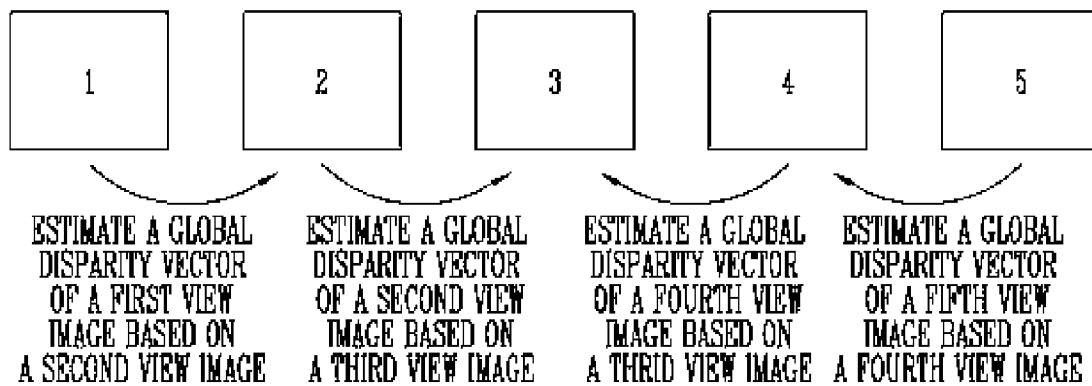 1
2
3
4
5
ESTIMATE A GLOBAL
DISPARITY VECTOR
OF A FIRST VIEW
IMAGE BASED ON
A SECOND VIEW IMAGE
ESTIMATE A GLOBAL
DISPARITY VECTOR
OF A SECOND VIEW
IMAGE BASED ON
A THIRD VIEW IMAGE
ESTIMATE A GLOBAL
DISPARITY VECTOR
OF A FOURTH VIEW
IMAGE BASED ON
A THRID VIEW IMAGE
ESTIMATE A GLOBAL
DISPARITY VECTOR
OF A FIFTH VIEW
IMAGE BASED ON
A FOURTH VIEW IMAGE